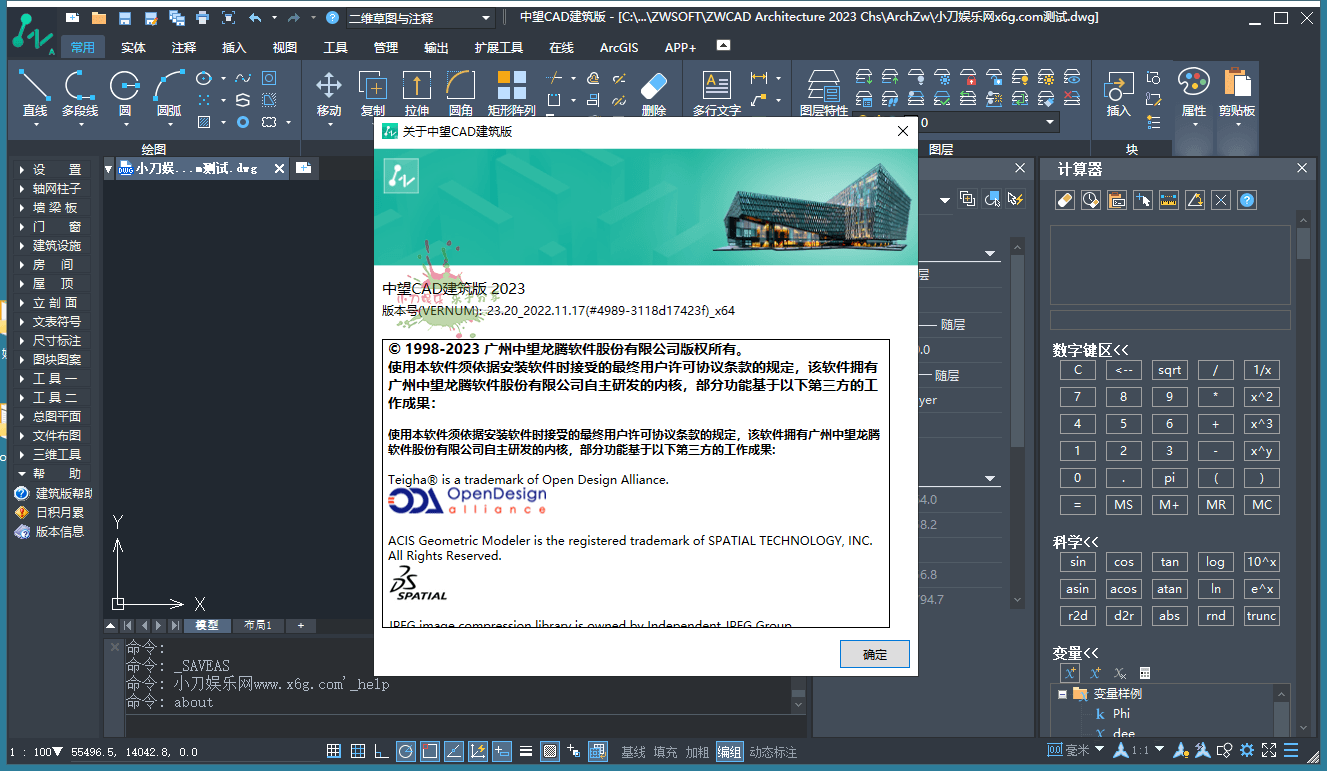 二维草图与注释
中望CAD建筑版 - [C:\...\ZWSOFT\ZWCAD Architecture 2023 Chs\ArchZw\小刀娱乐网x6g.com测试.dwg]
常用 实体 注释 插入 视图 工具 管理 输出 扩展工具 在线 ArcGIS APP+
直线 多段线 圆 圆弧 移动 复制 拉伸 圆角 矩形阵列 删除 多行文字 图层特性 插入 属性 剪贴板
0
绘图 图层 块
小刀娱...m测试.dwg
设 置
轴网柱子
墙 梁 板
门 窗
建筑设施
房 间
屋 顶
立 剖 面
文表符号
尺寸标注
图块图案
工 具 一
工 具 二
总图平面
文件布图
三维工具
帮 助
建筑版帮助
日积月累
版本信息
Y
X
模型 布局1 +
命令:
命令: _SAVEAS
命令: 小刀娱乐网www.x6g.com'_help
命令: about
关于中望CAD建筑版
小刀娱乐 乐于分享
中望CAD建筑版 2023
版本号(VERNUM): 23.20_2022.11.17(#4989-3118d17423f)_x64
© 1998-2023 广州中望龙腾软件股份有限公司版权所有。
使用本软件须依据安装软件时接受的最终用户许可协议条款的规定，该软件拥有
广州中望龙腾软件股份有限公司自主研发的内核，部分功能基于以下第三方的工
作成果：
使用本软件须依据安装软件时接受的最终用户许可协议条款的规定，该软件拥有广州中望龙腾
软件股份有限公司自主研发的内核，部分功能基于以下第三方的工作成果：
Teigha® is a trademark of Open Design Alliance.
ODA OpenDesign
alliance
ACIS Geometric Modeler is the registered trademark of SPATIAL TECHNOLOGY, INC.
All Rights Reserved.
SPATIAL
JPEG image compression library is owned by Independent JPEG Group
确定
层
随层
0.0
随层
yer
4.0
8.2
6.8
94.7
计算器
数字键区<<
C <-- sqrt / 1/x
7 8 9 * x^2
4 5 6 + x^3
1 2 3 - x^y
0 . pi ( )
= MS M+ MR MC
科学<<
sin cos tan log 10^x
asin acos atan ln e^x
r2d d2r abs rnd trunc
变量<<
变量样例
k Phi
x dee
1 : 100 55496.5, 14042.8, 0.0
基线 填充 加粗 编组 动态标注
毫米 1:1